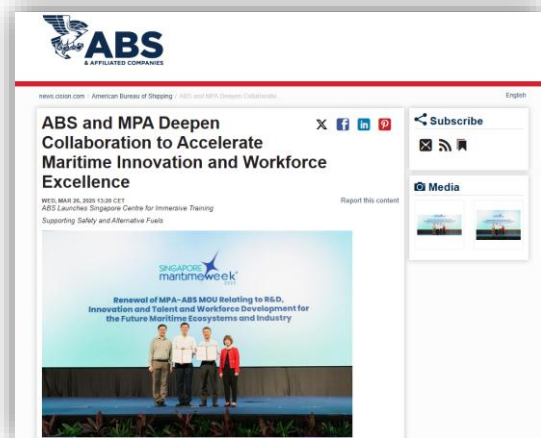 ABS
& AFFILIATED COMPANIES
news.cision.com / American Bureau of Shipping / ABS and MPA Deepen Collaborate...
English
ABS and MPA Deepen
Collaboration to Accelerate
Maritime Innovation and Workforce
Excellence
WED, MAR 26, 2025 13:20 CET
Report this content
ABS Launches Singapore Centre for Immersive Training
Supporting Safety and Alternative Fuels
Subscribe
Media
SINGAPORE
maritimeweek
Renewal of MPA-ABS MOU Relating to R&D,
Innovation and Talent and Workforce Development for
the Future Maritime Ecosystems and Industry